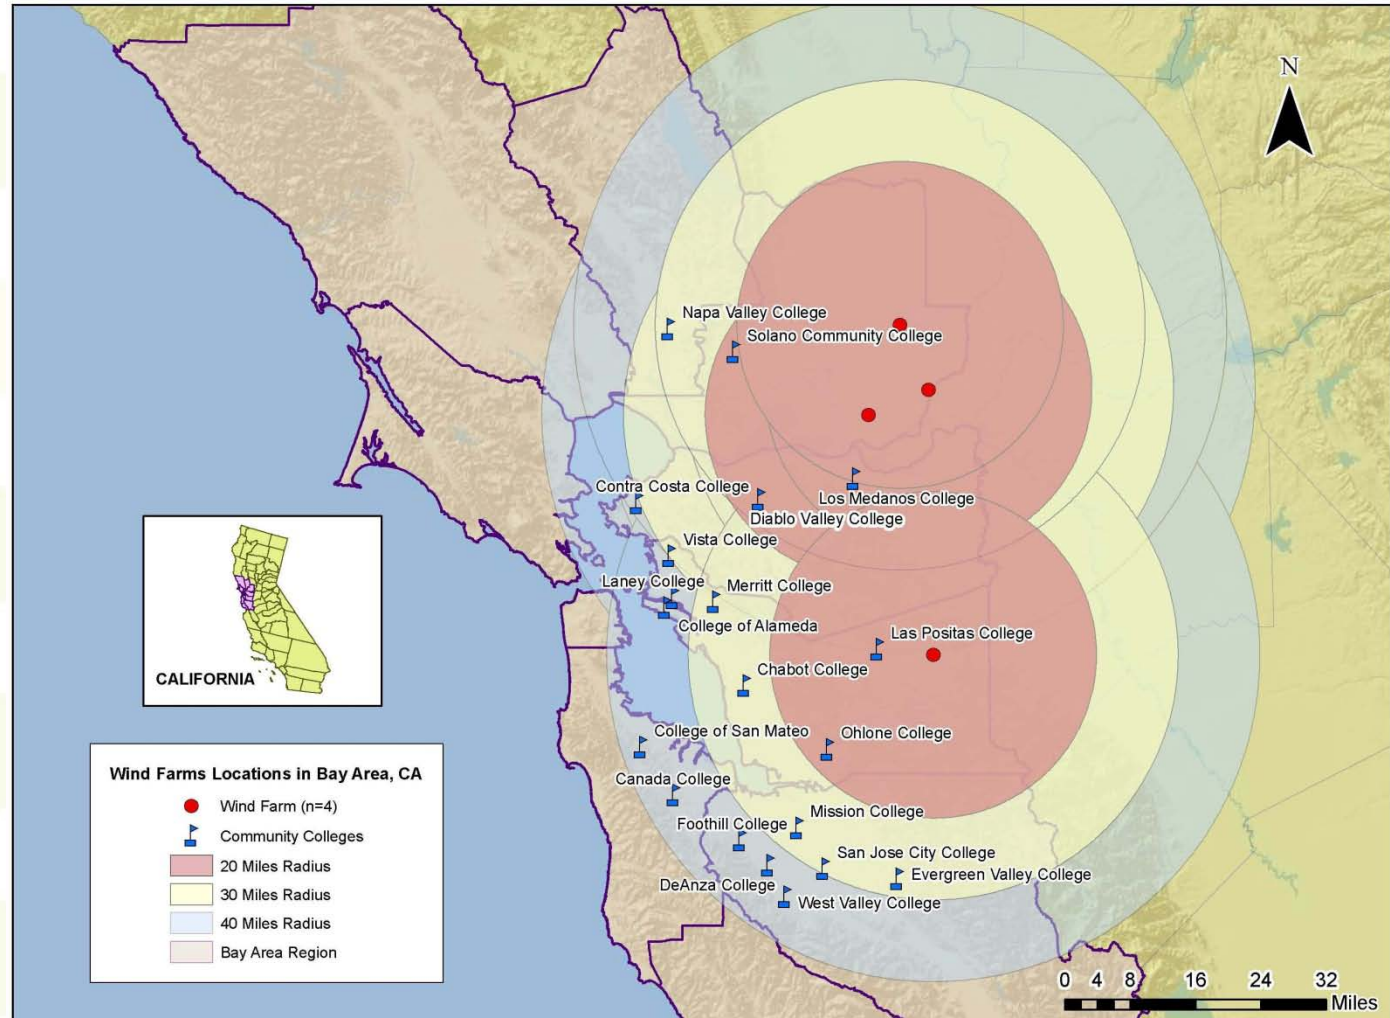 N
Napa Valley College
Solano Community College
Contra Costa College
Los Medanos College
Diablo Valley College
Vista College
Laney College
Merritt College
College of Alameda
Las Positas College
Chabot College
College of San Mateo
Ohlone College
Canada College
Mission College
Foothill College
San Jose City College
Evergreen Valley College
DeAnza College
West Valley College
CALIFORNIA
Wind Farms Locations in Bay Area, CA
Wind Farm (n=4)
Community Colleges
20 Miles Radius
30 Miles Radius
40 Miles Radius
Bay Area Region
0 4 8 16 24 32
Miles